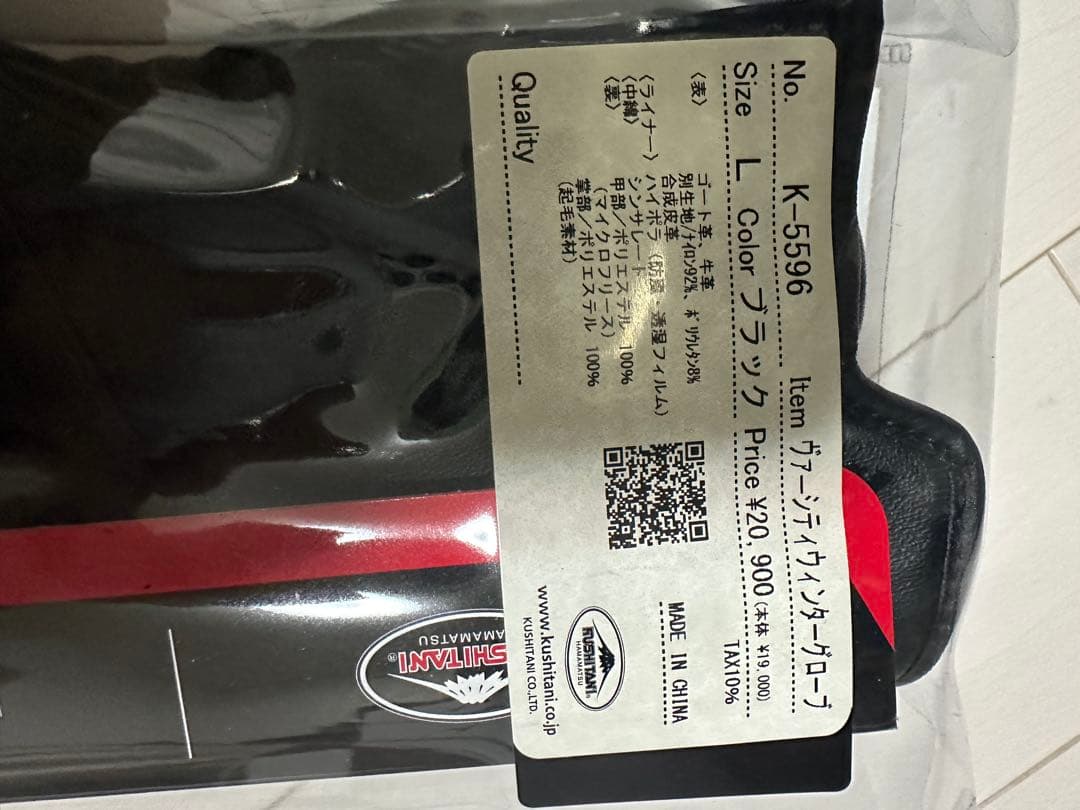 No. K-5596 Item ヴァーシティウィンターグローブ
Size L Color ブラック Price ¥20,900(本体 ¥19,000)
TAX10%
〈表〉 ゴート革、牛革
別生地/ナイロン92%、ポリウレタン8%
合成皮革
〈ライナー〉 ハイポラ(防風・透湿フィルム)
〈中綿〉 シンサレート
〈裏〉 甲部/ポリエステル 100%
(マイクロフリース)
掌部/ポリエステル 100%
(起毛素材)
Quality
MADE IN CHINA
KUSHITANI
HAMAMATSU
www.kushitani.co.jp
KUSHITANI CO.,LTD.
SHITANI®
AMAMATSU